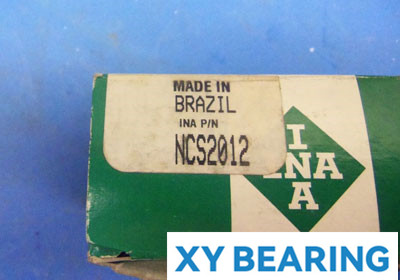 MADE IN
BRAZIL
INA P/N
NCS2012
I
INA
A
XY BEARING